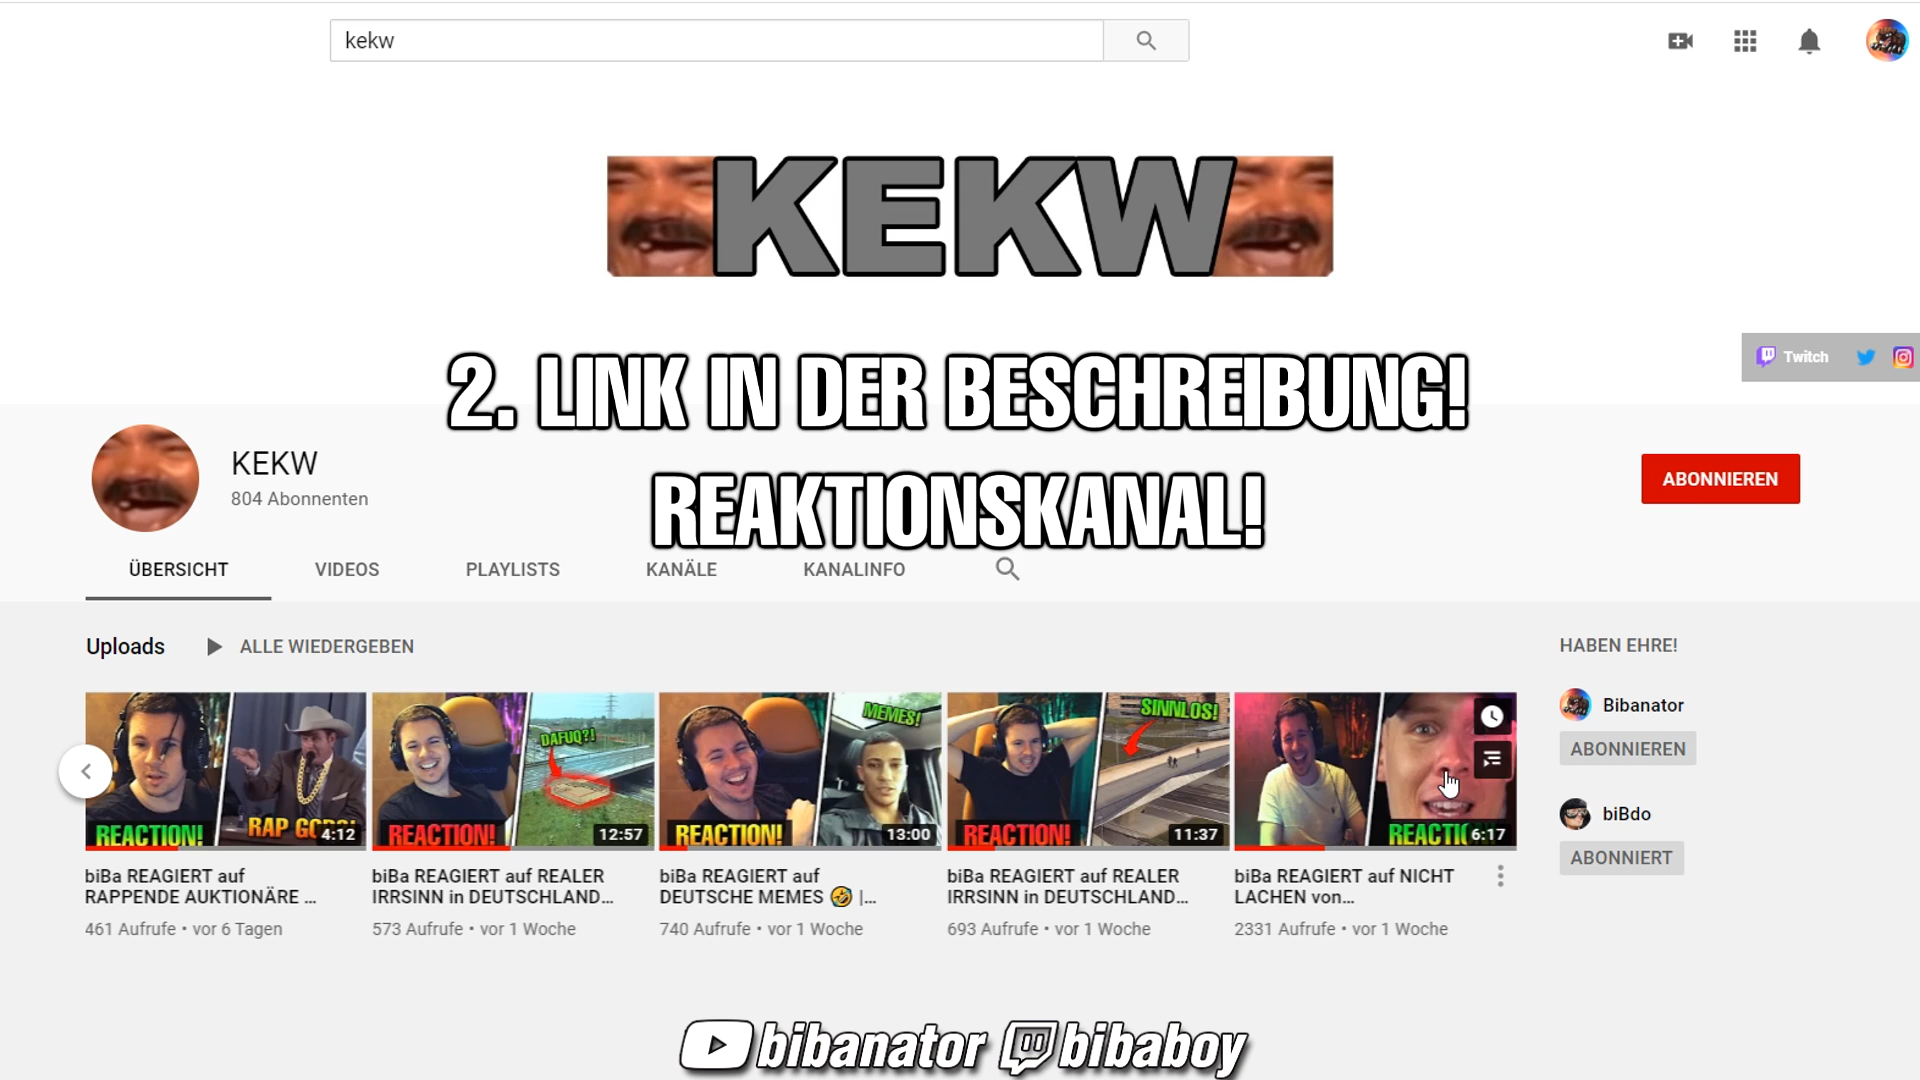 kekw
KEKW
2. LINK IN DER BESCHREIBUNG!
REAKTIONSKANAL!
Twitch
KEKW
804 Abonnenten
ABONNIEREN
ÜBERSICHT VIDEOS PLAYLISTS KANÄLE KANALINFO
Uploads ALLE WIEDERGEBEN
HABEN EHRE!
Bibanator
ABONNIEREN
biBdo
ABONNIERT
REACTION! RAP 4:12
DAFUQ?! REACTION! 12:57
MEMES! REACTION! 13:00
SINNLOS! REACTION! 11:37
6:17
biBa REAGIERT auf
RAPPENDE AUKTIONÄRE ...
461 Aufrufe • vor 6 Tagen
biBa REAGIERT auf REALER
IRRSINN in DEUTSCHLAND...
573 Aufrufe • vor 1 Woche
biBa REAGIERT auf
DEUTSCHE MEMES 🤣 |...
740 Aufrufe • vor 1 Woche
biBa REAGIERT auf REALER
IRRSINN in DEUTSCHLAND...
693 Aufrufe • vor 1 Woche
biBa REAGIERT auf NICHT
LACHEN von...
2331 Aufrufe • vor 1 Woche
bibanator bibaboy